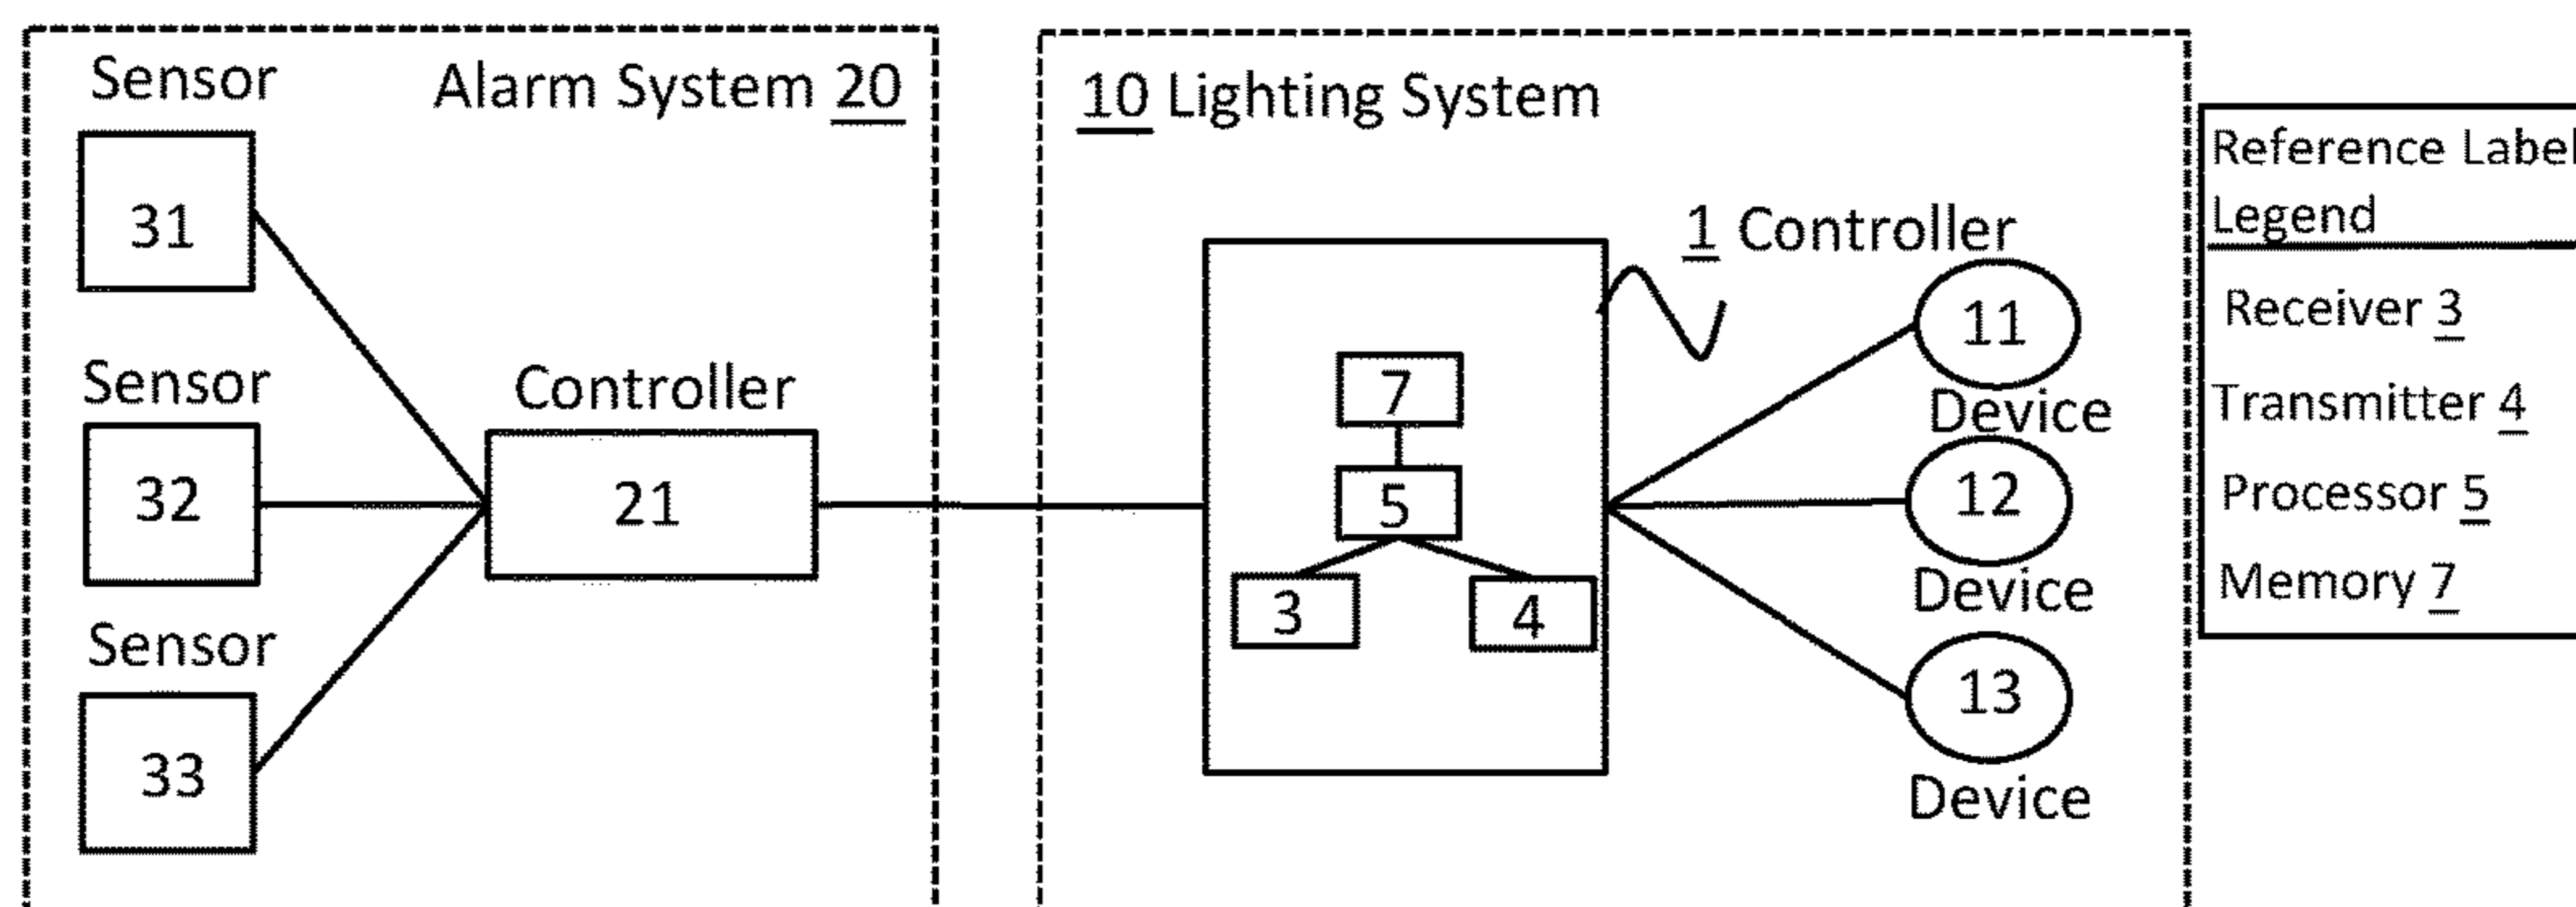 Sensor
Alarm System 20
31
Sensor
32
Sensor
33
Controller
21
10 Lighting System
1 Controller
7
5
3
4
11
Device
12
Device
13
Device
Reference Label
Legend
Receiver 3
Transmitter 4
Processor 5
Memory 7